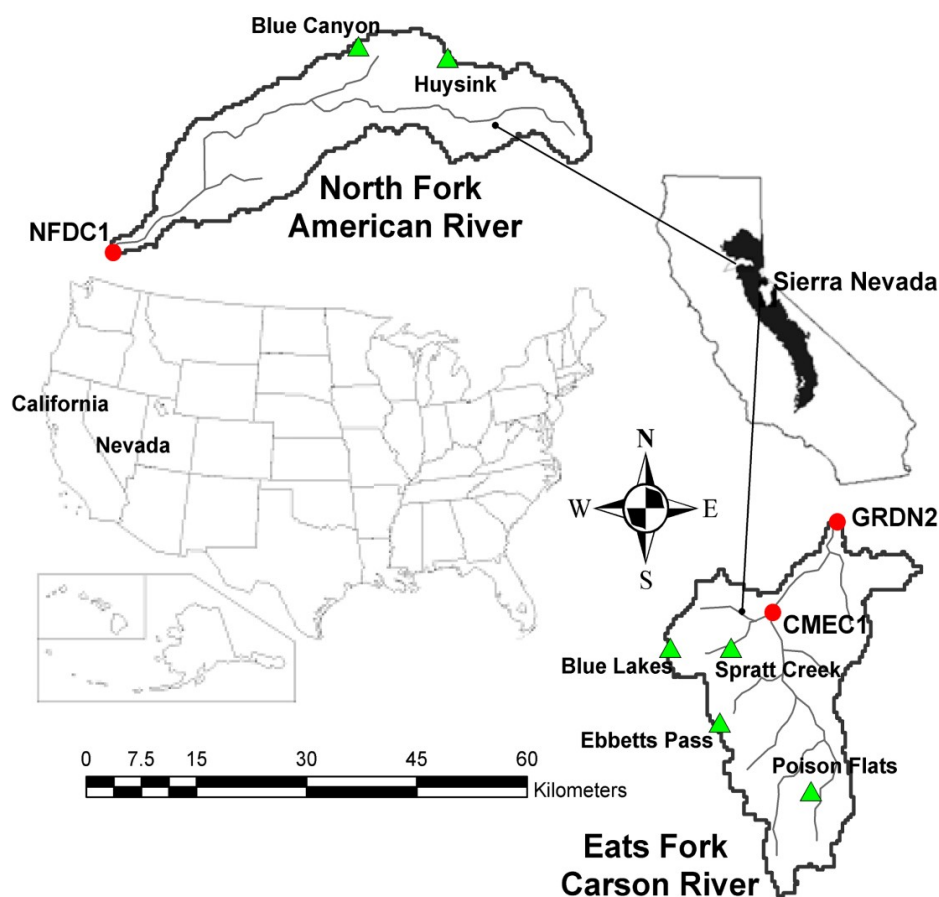 Blue Canyon
Huysink
North Fork
American River
NFDC1
Sierra Nevada
California
Nevada
N
W
E
S
GRDN2
CMEC1
Blue Lakes
Spratt Creek
Ebbetts Pass
Poison Flats
0 7.5 15 30 45 60
Kilometers
Eats Fork
Carson River